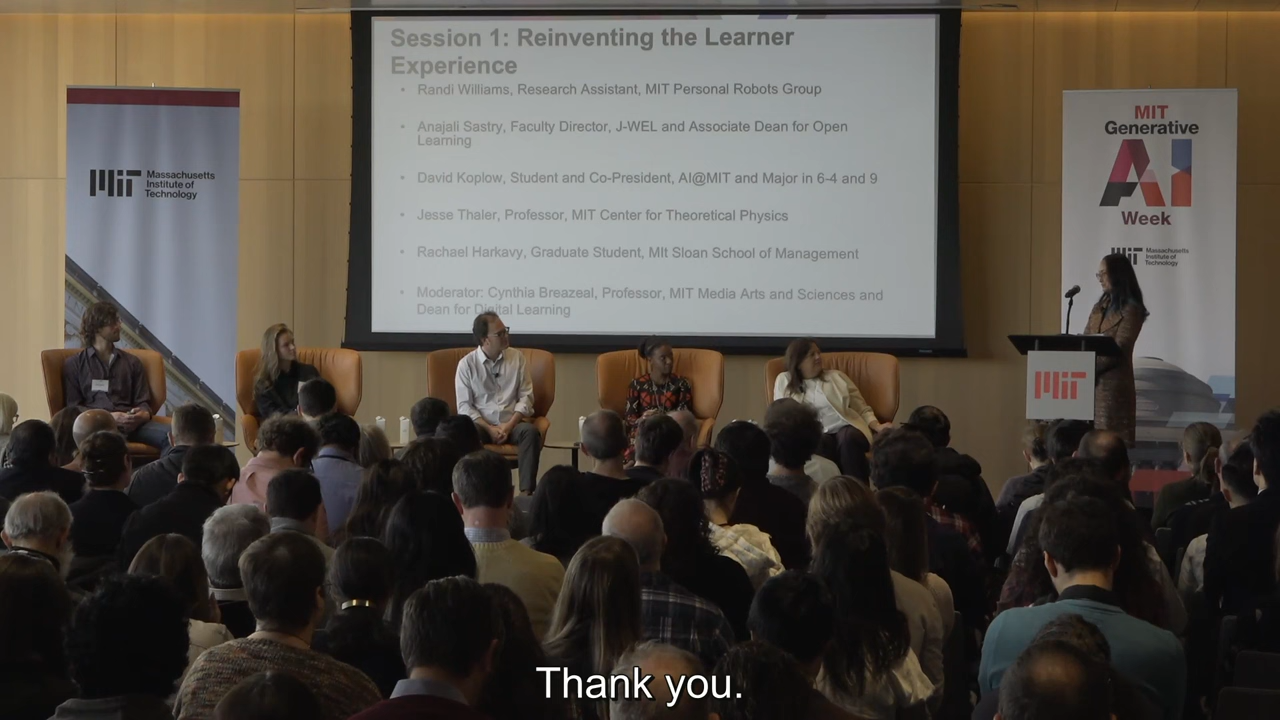 Session 1: Reinventing the Learner
Experience
• Randi Williams, Research Assistant, MIT Personal Robots Group
• Anajali Sastry, Faculty Director, J-WEL and Associate Dean for Open
Learning
• David Koplow, Student and Co-President, AI@MIT and Major in 6-4 and 9
• Jesse Thaler, Professor, MIT Center for Theoretical Physics
• Rachael Harkavy, Graduate Student, MIt Sloan School of Management
• Moderator: Cynthia Breazeal, Professor, MIT Media Arts and Sciences and
Dean for Digital Learning
MIT
Massachusetts
Institute of
Technology
MIT
Generative
AI
Week
MIT
Massachusetts
Institute of
Technology
MIT
Thank you.